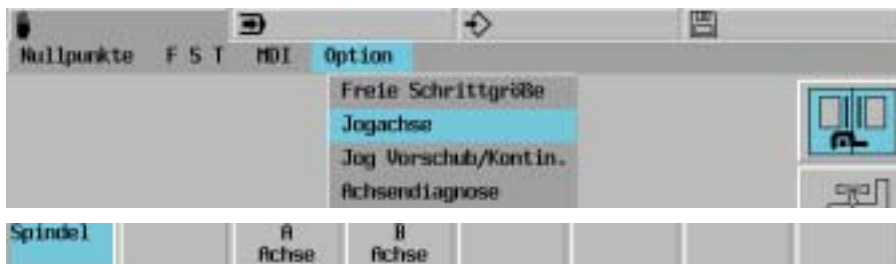 Nullpunkte F S T MDI Option
Freie Schrittgröße
Jogachse
Jog Vorschub/Kontin.
Achsendiagnose
Spindel A Achse B Achse